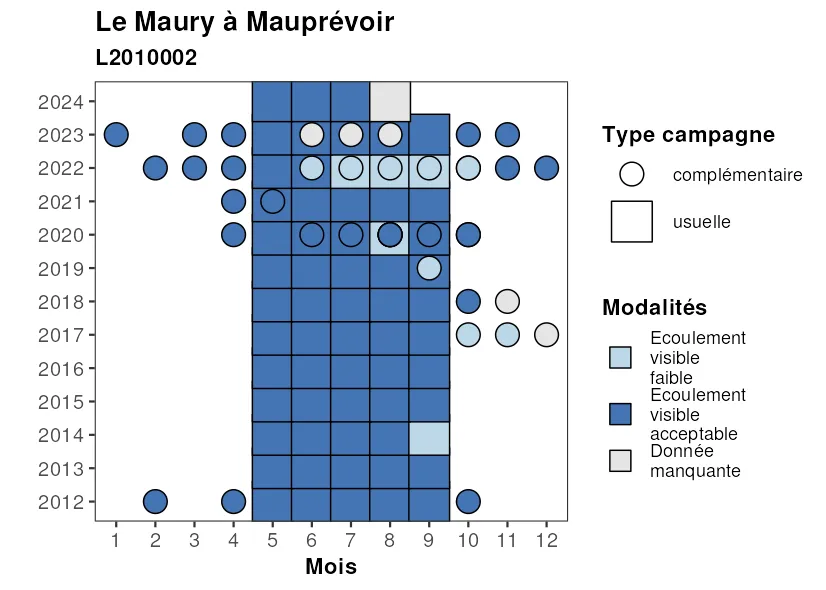 Le Maury à Mauprévoir
L2010002
2024
2023
2022
2021
2020
2019
2018
2017
2016
2015
2014
2013
2012
1 2 3 4 5 6 7 8 9 10 11 12
Mois
Type campagne
complémentaire
usuelle
Modalités
Ecoulement
visible
faible
Ecoulement
visible
acceptable
Donnée
manquante